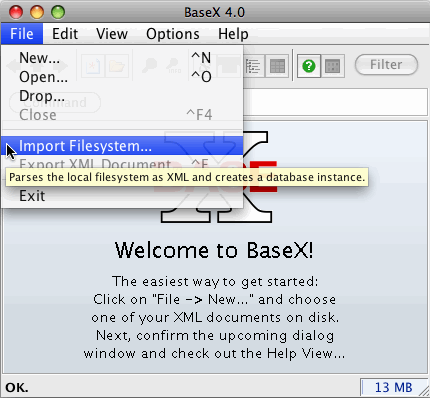 BaseX 4.0
File Edit View Options Help
New... ^N
Open... ^O
Drop...
Close ^F4
Filter
Import Filesystem...
Export XML Document ^E
Parses the local filesystem as XML and creates a database instance.
Exit
Welcome to BaseX!
The easiest way to get started:
Click on "File -> New..." and choose
one of your XML documents on disk.
Next, confirm the upcoming dialog
window and check out the Help View...
OK. 13 MB